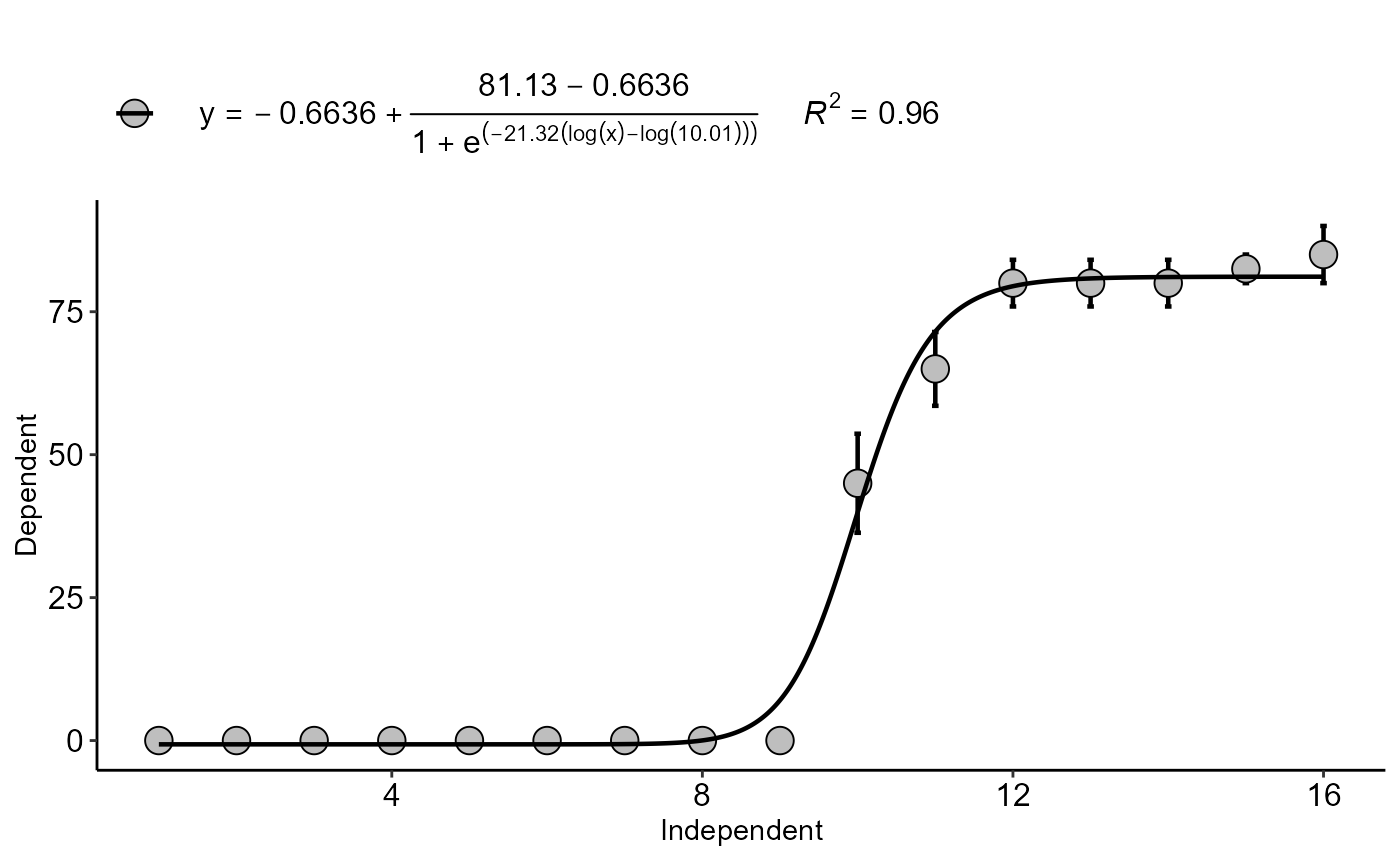 81.13 − 0.6636
y = − 0.6636 +
R² = 0.96
1 + e^(−21.32(log(x)−log(10.01)))
75
50
25
0
Dependent
4 8 12 16
Independent